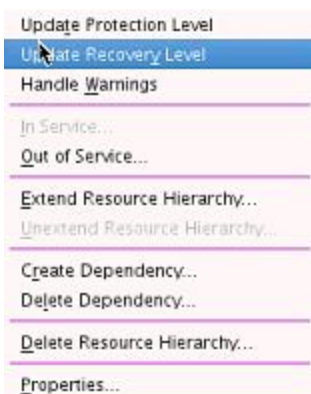 Update Protection Level
Update Recovery Level
Handle Warnings
In Service...
Out of Service...
Extend Resource Hierarchy...
Unextend Resource Hierarchy...
Create Dependency...
Delete Dependency...
Delete Resource Hierarchy...
Properties...